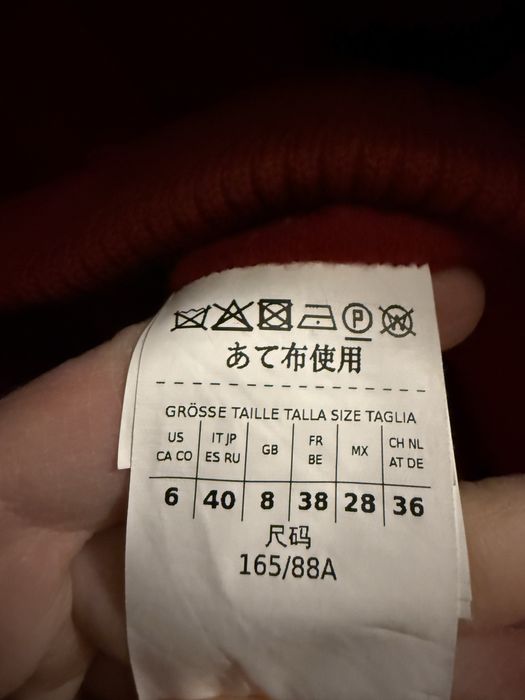 P W
あて布使用
GRÖSSE TAILLE TALLA SIZE TAGLIA
US IT JP GB FR MX CH NL
CA CO ES RU BE AT DE
6 40 8 38 28 36
尺码
165/88A